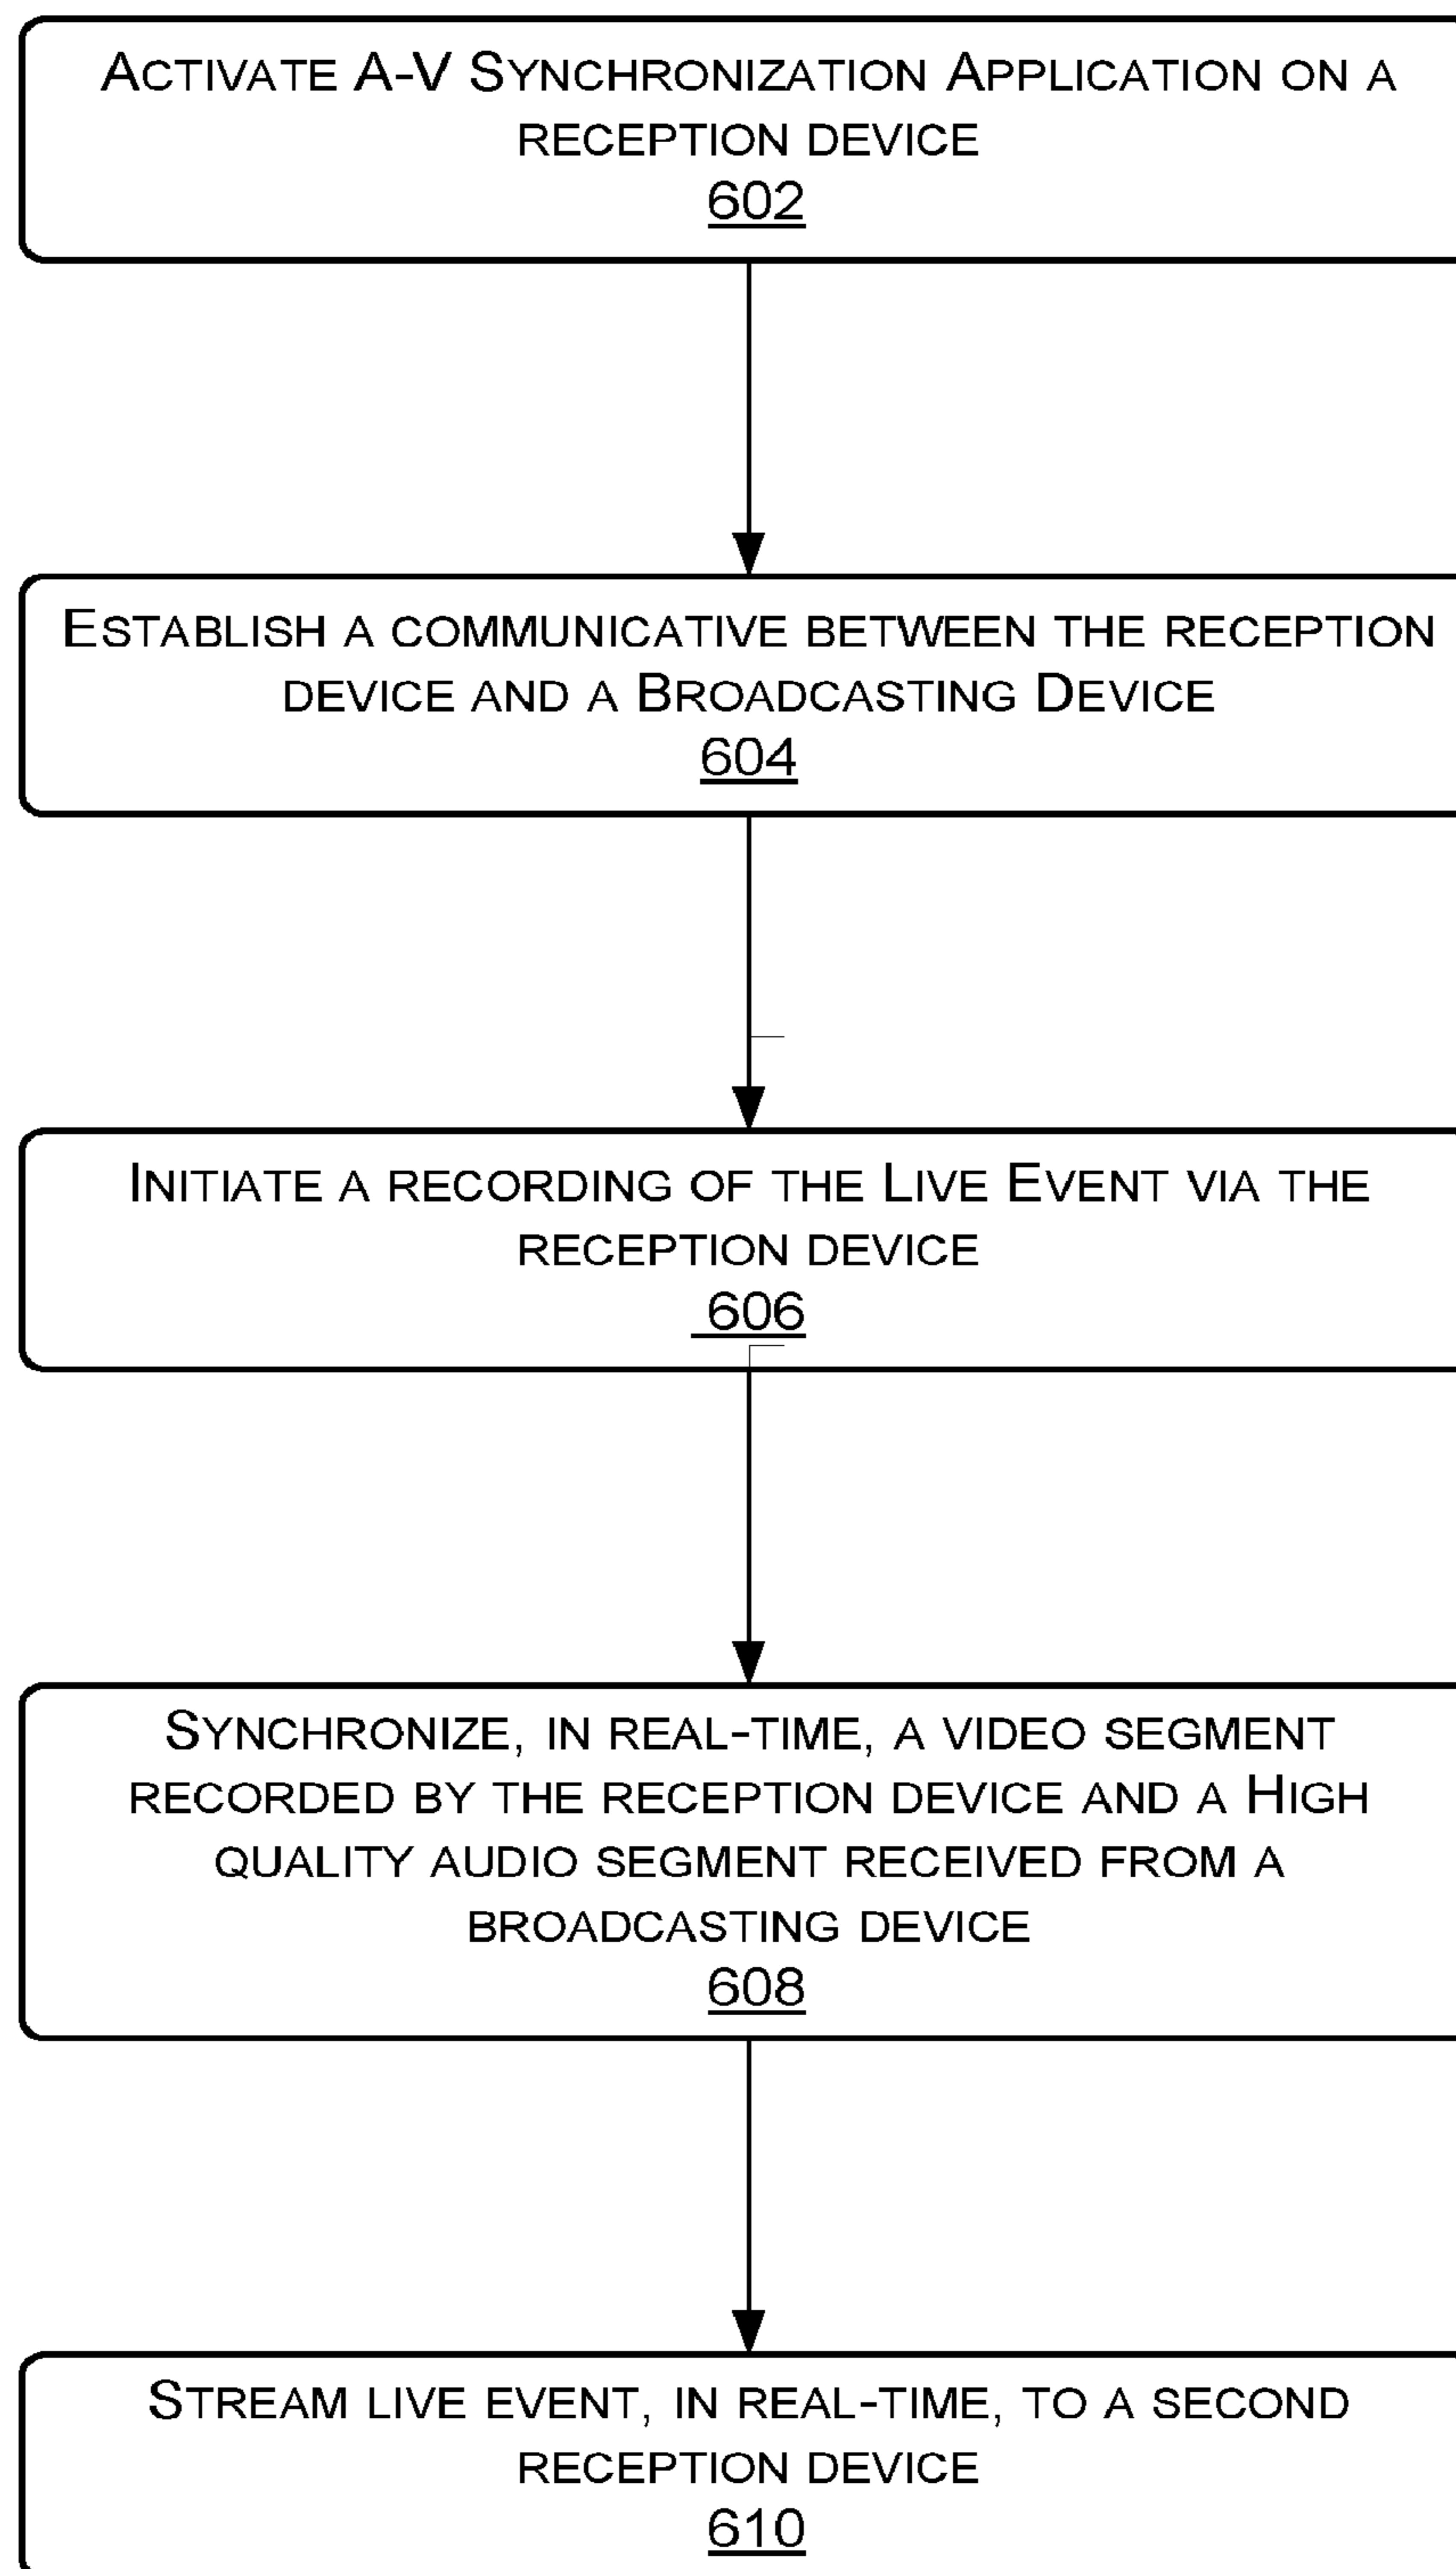 ACTIVATE A-V SYNCHRONIZATION APPLICATION ON A
RECEPTION DEVICE
602
ESTABLISH A COMMUNICATIVE BETWEEN THE RECEPTION
DEVICE AND A BROADCASTING DEVICE
604
INITIATE A RECORDING OF THE LIVE EVENT VIA THE
RECEPTION DEVICE
606
SYNCHRONIZE, IN REAL-TIME, A VIDEO SEGMENT
RECORDED BY THE RECEPTION DEVICE AND A HIGH
QUALITY AUDIO SEGMENT RECEIVED FROM A
BROADCASTING DEVICE
608
STREAM LIVE EVENT, IN REAL-TIME, TO A SECOND
RECEPTION DEVICE
610